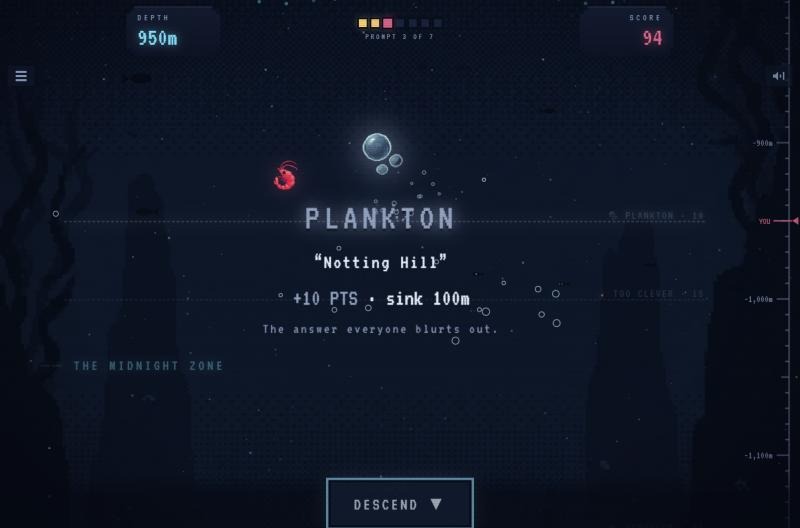 DEPTH
950m
PROMPT 3 OF 7
SCORE
94
-900m
PLANKTON
PLANKTON · 10
YOU
“Notting Hill”
+10 PTS · sink 100m
TOO CLEVER · 15
-1,000m
The answer everyone blurts out.
THE MIDNIGHT ZONE
-1,100m
DESCEND ▼